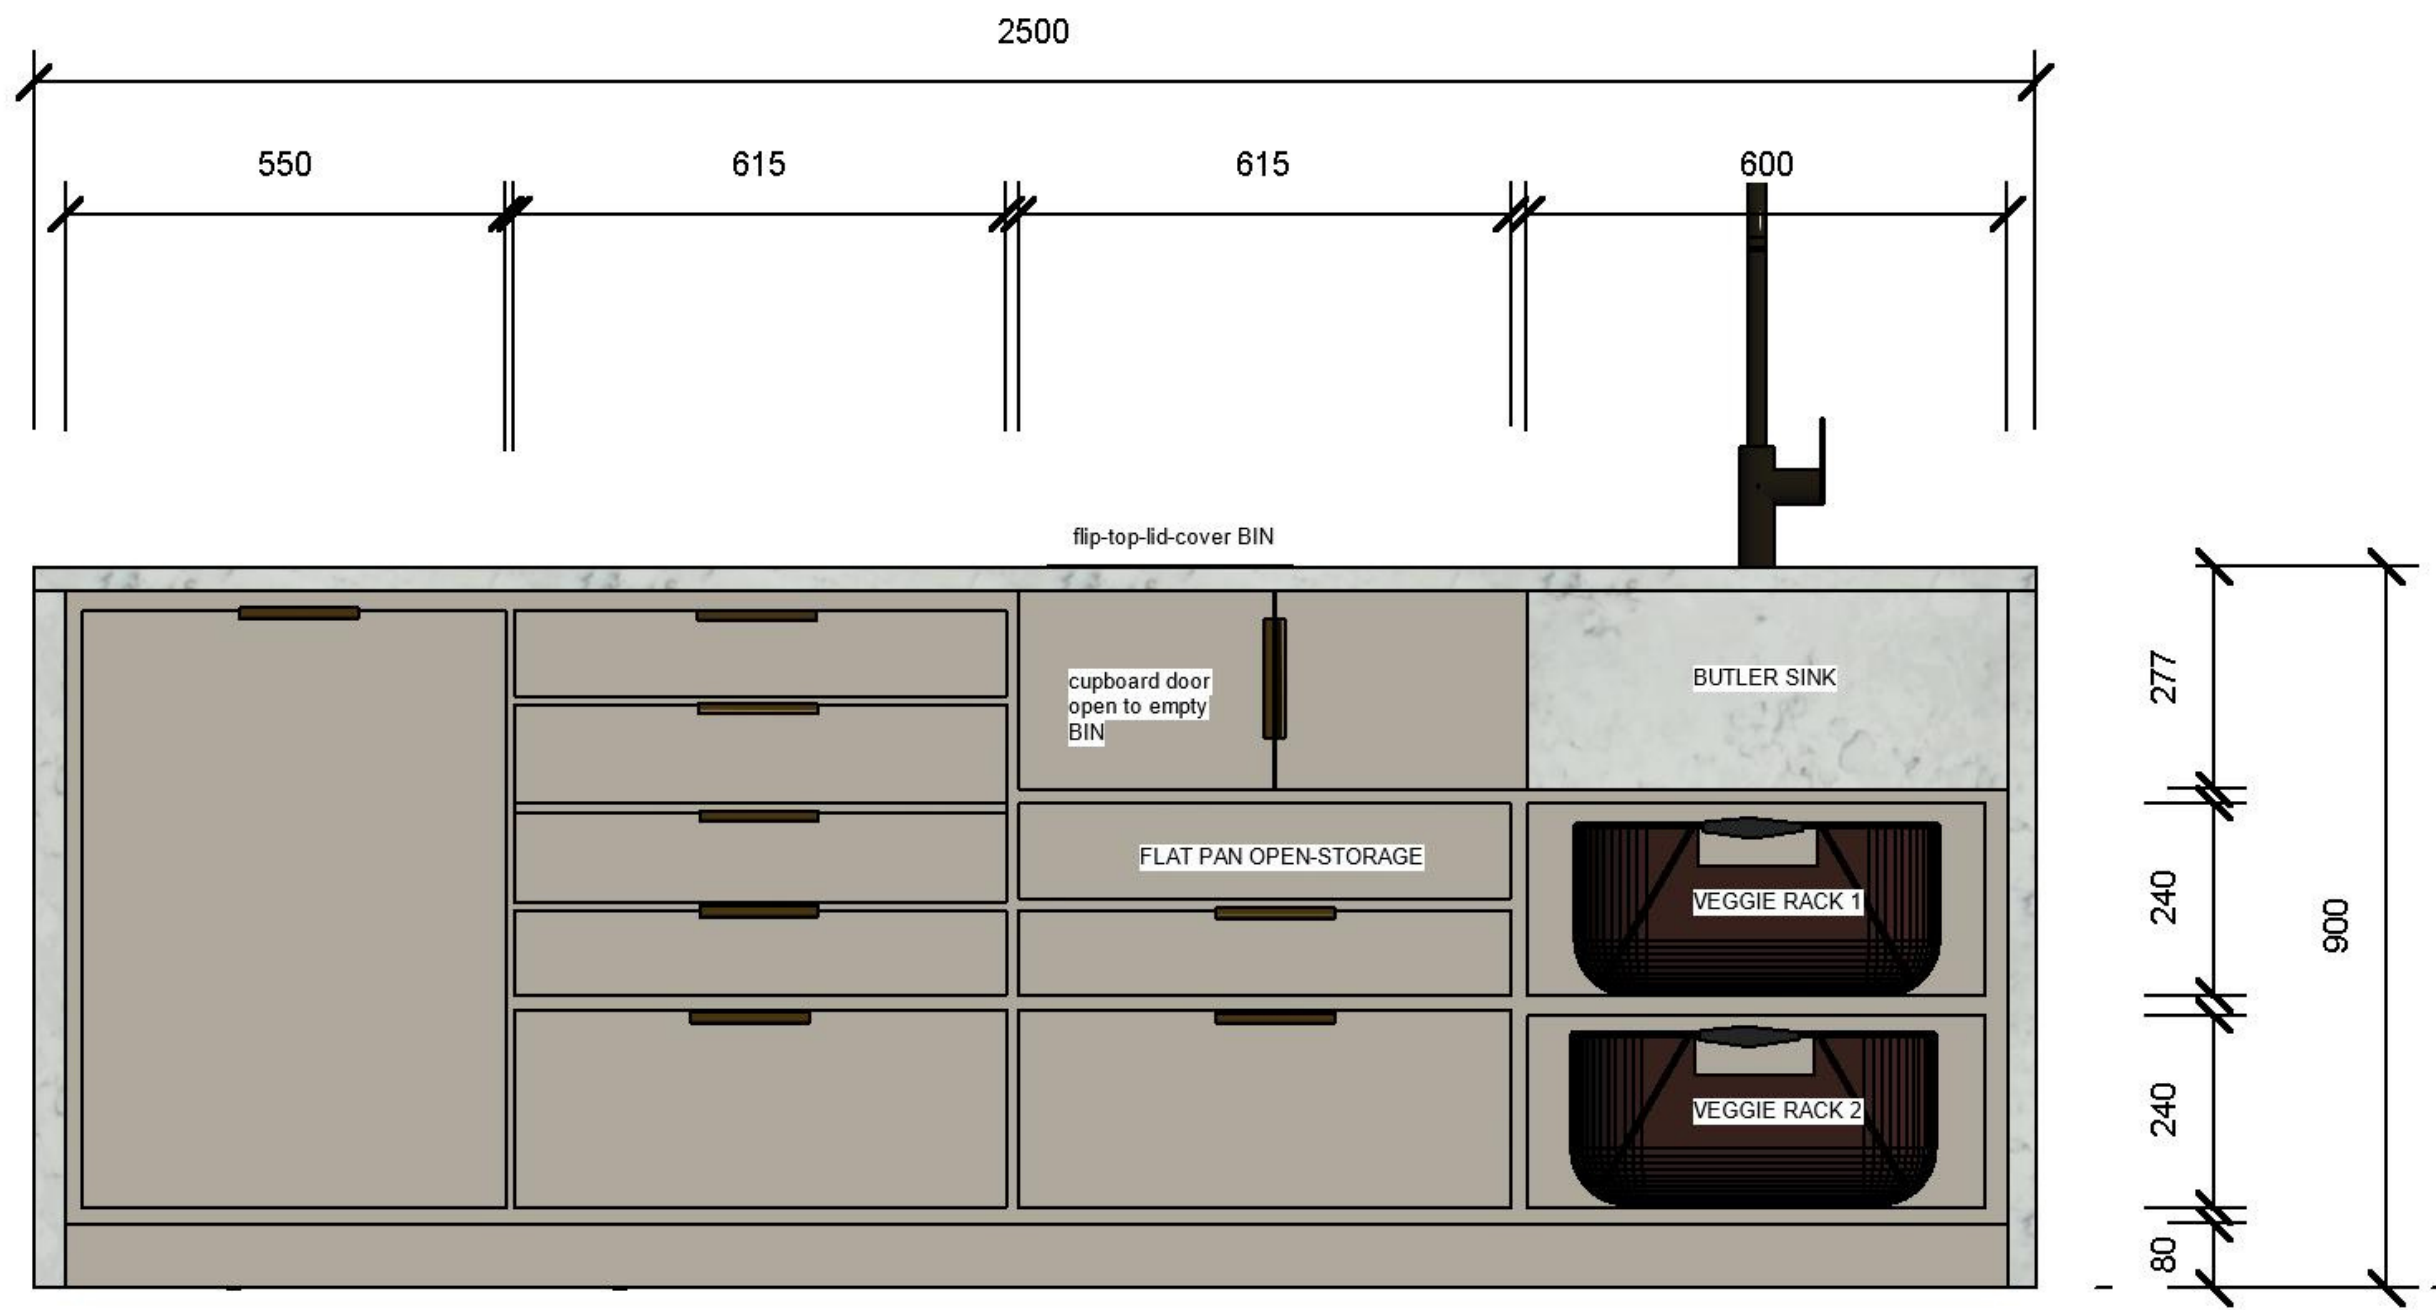 2500
550
615
615
600
flip-top-lid-cover BIN
cupboard door
open to empty
BIN
BUTLER SINK
277
FLAT PAN OPEN-STORAGE
VEGGIE RACK 1
240
900
VEGGIE RACK 2
240
80